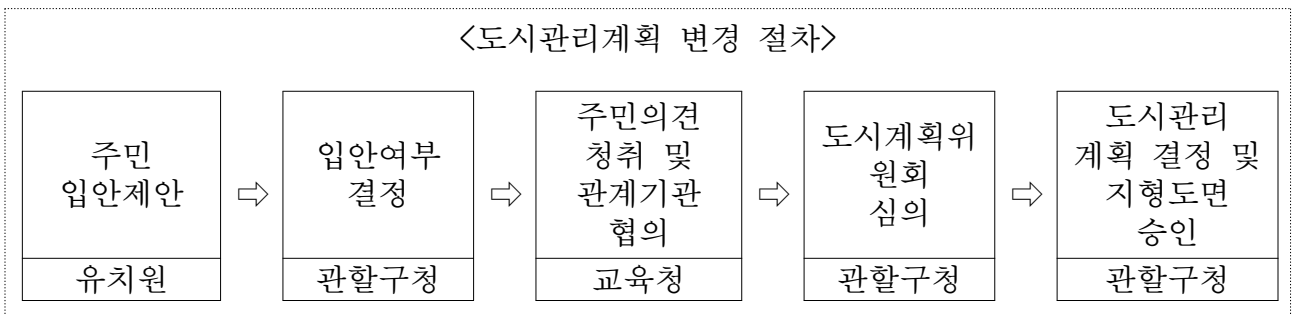 <도시관리계획 변경 절차>
주민
입안제안
유치원
⇨
입안여부
결정
관할구청
⇨
주민의견
청취 및
관계기관
협의
교육청
⇨
도시계획위
원회
심의
관할구청
⇨
도시관리
계획 결정 및
지형도면
승인
관할구청